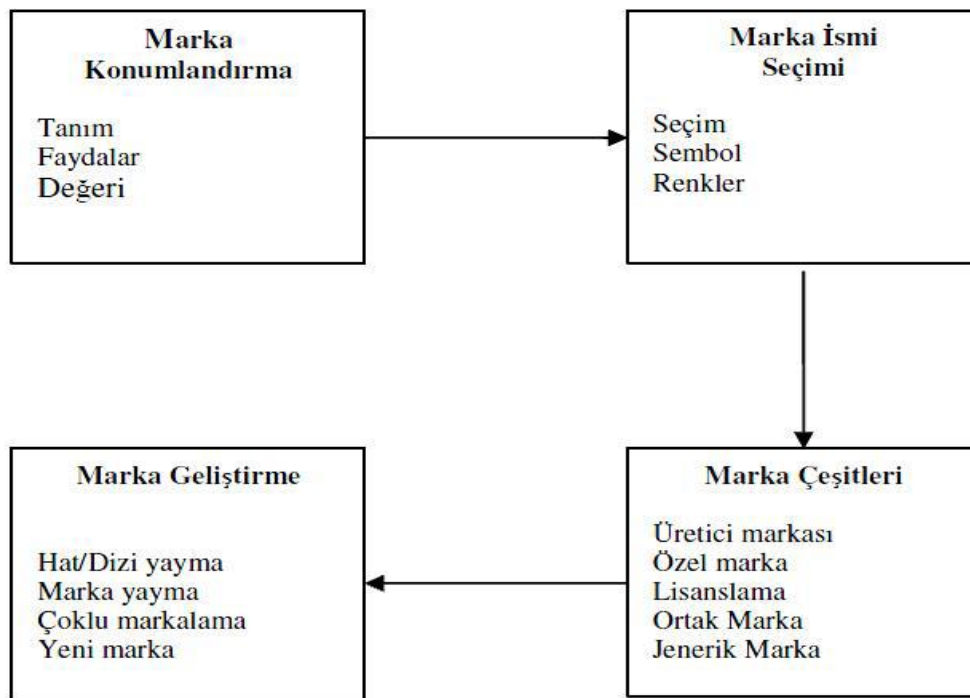 Marka
Konumlandırma
Tanım
Faydalar
Değeri
Marka İsmi
Seçimi
Seçim
Sembol
Renkler
Marka Çeşitleri
Üretici markası
Özel marka
Lisanslama
Ortak Marka
Jenerik Marka
Marka Geliştirme
Hat/Dizi yayma
Marka yayma
Çoklu markalama
Yeni marka